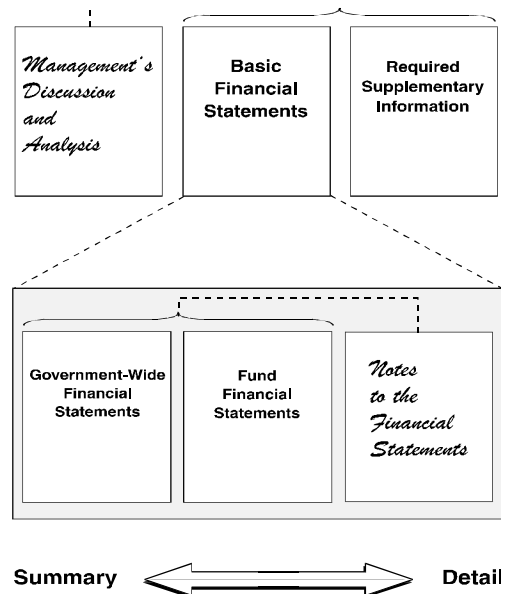 Management's
Discussion
and
Analysis
Basic
Financial
Statements
Required
Supplementary
Information
Government-Wide
Financial
Statements
Fund
Financial
Statements
Notes
to the
Financial
Statements
Summary
Detail